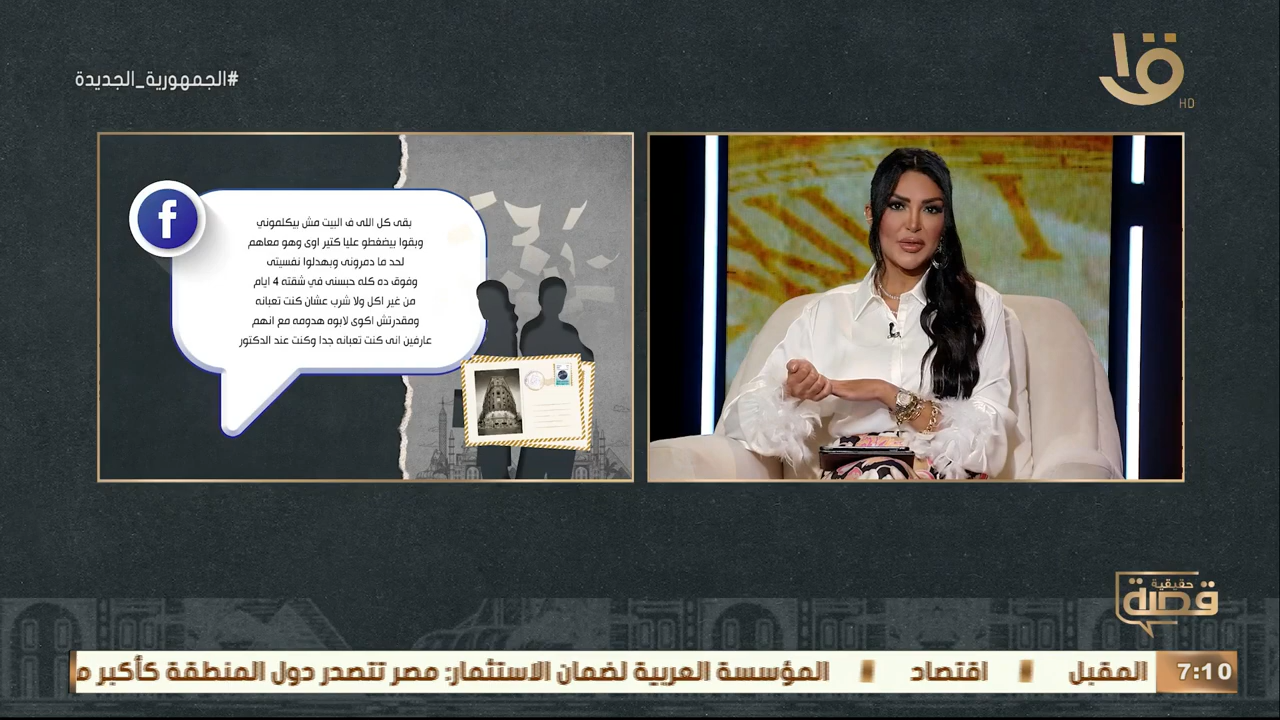 #الجمهورية_الجديدة
HD
f
بقى كل اللى ف البيت مش بيكلموني
وبقوا بيضغطو عليا كتير اوى وهو معاهم
لحد ما دمرونى وبهدلوا نفسيتى
وفوق ده كله حبسنى في شقته 4 ايام
من غير اكل ولا شرب عشان كنت تعبانه
ومقدرتش اكوى لابوه هدومه مع انهم
عارفين انى كنت تعبانه جدا وكنت عند الدكتور
قصة
حقيقية
7:10
المقبل اقتصاد المؤسسة العربية لضمان الاستثمار: مصر تتصدر دول المنطقة كأكبر م